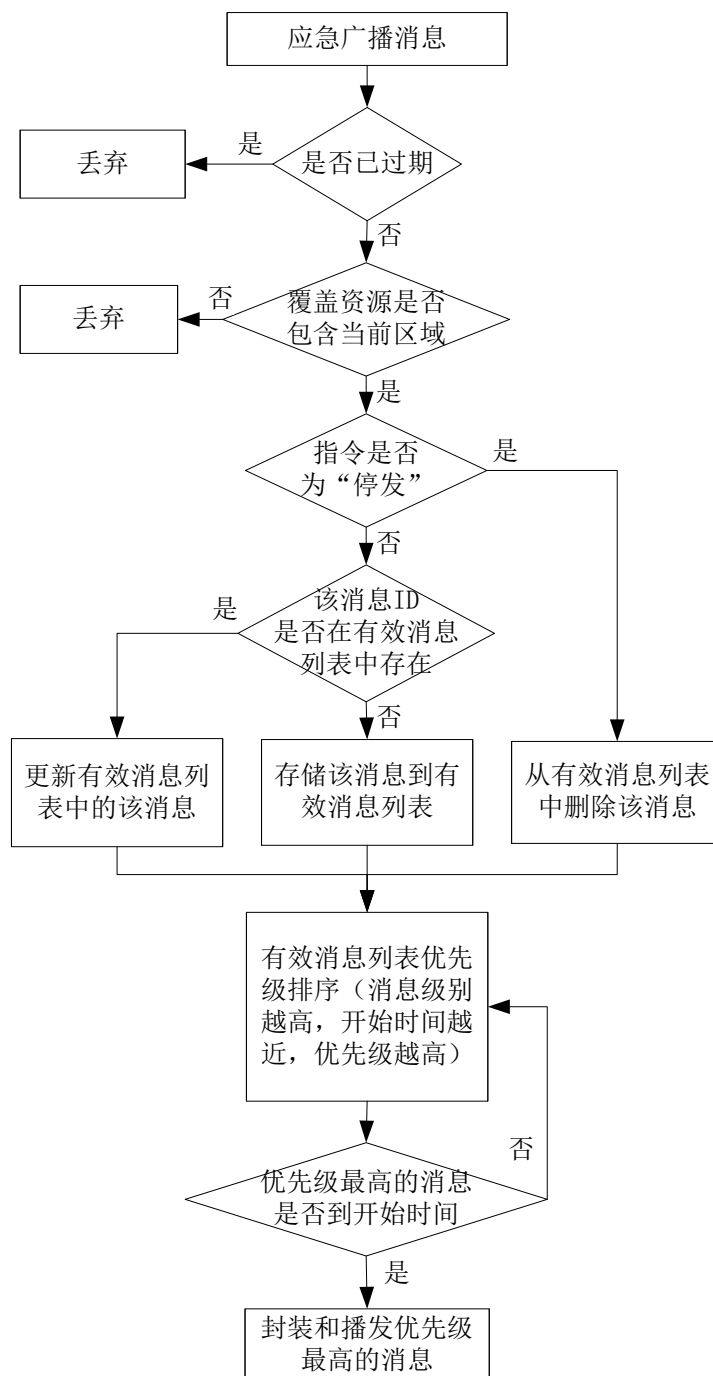 应急广播消息
是
丢弃
是否已过期
否
否
丢弃
覆盖资源是否
包含当前区域
是
指令是否
为“停发”
是
否
是
该消息ID
是否在有效消息
列表中存在
否
更新有效消息列
表中的该消息
存储该消息到有
效消息列表
从有效消息列表
中删除该消息
有效消息列表优先
级排序（消息级别
越高，开始时间越
近，优先级越高）
否
优先级最高的消息
是否到开始时间
是
封装和播发优先级
最高的消息